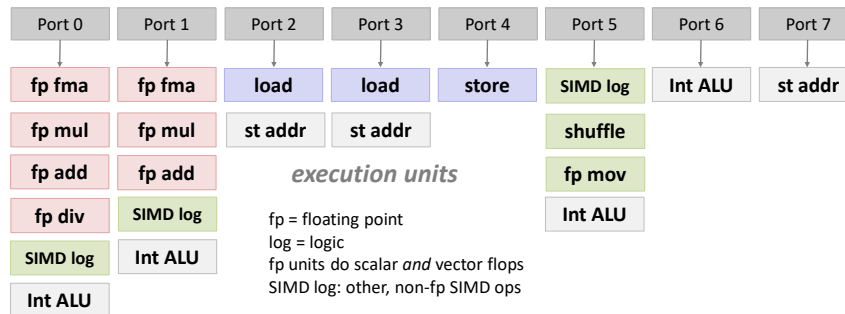 Port 0 Port 1 Port 2 Port 3 Port 4 Port 5 Port 6 Port 7
fp fma fp fma load load store SIMD log Int ALU st addr
fp mul fp mul st addr st addr shuffle
fp add fp add execution units fp mov
fp div SIMD log fp = floating point Int ALU
log = logic
SIMD log Int ALU fp units do scalar and vector flops
SIMD log: other, non-fp SIMD ops
Int ALU